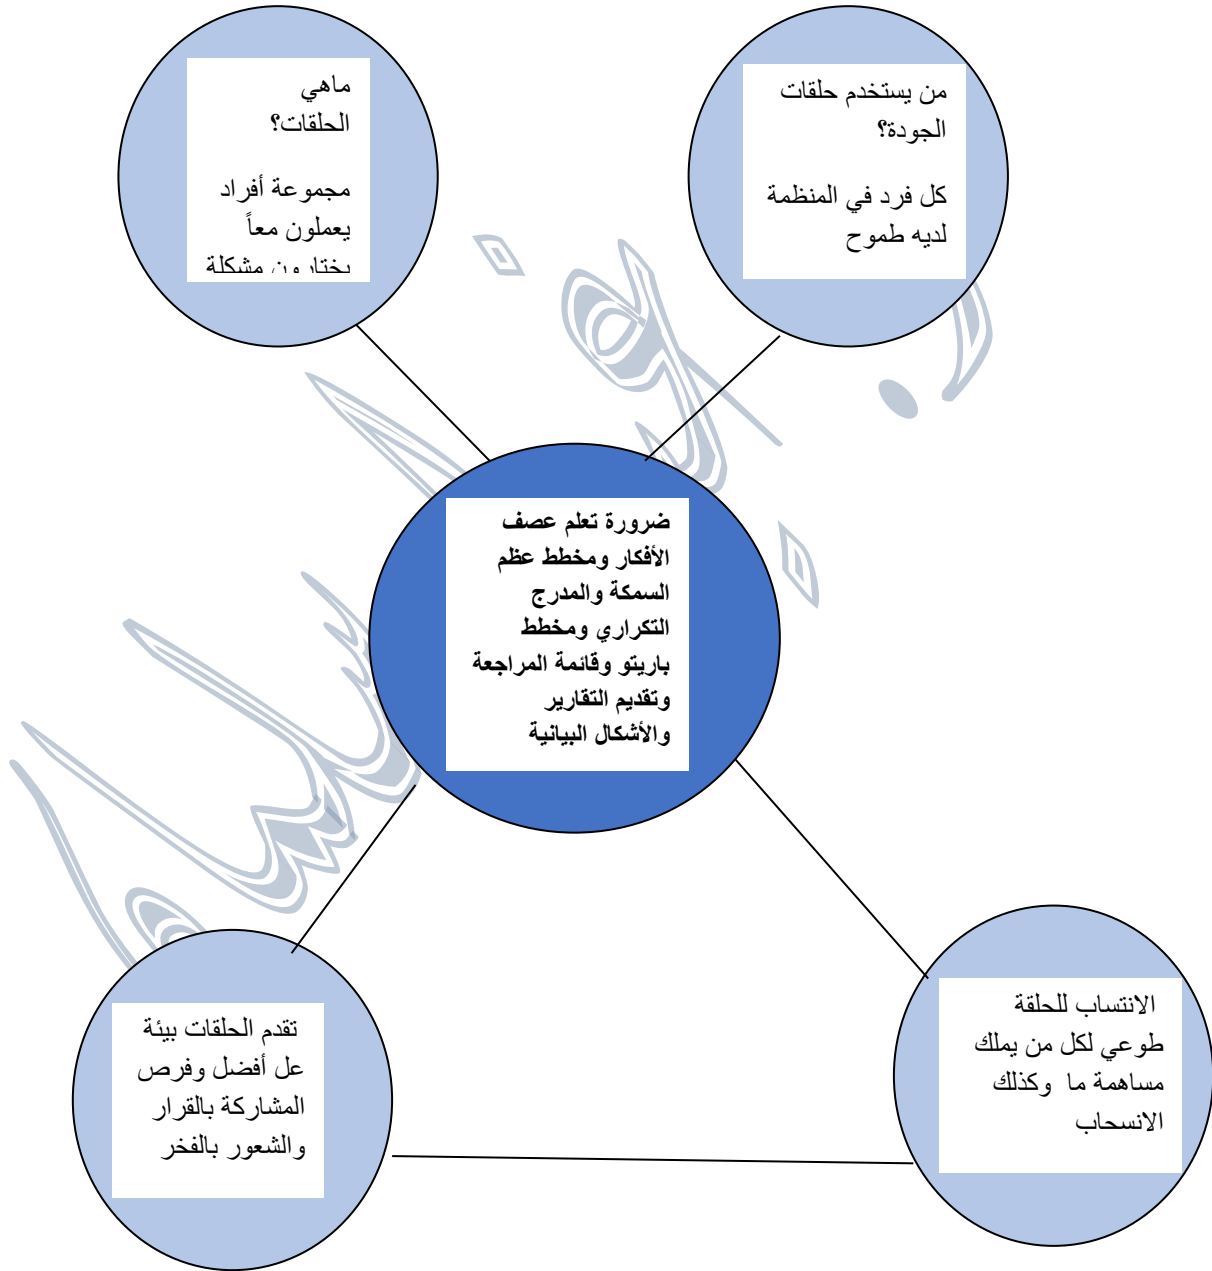 من يستخدم حلقات
الجودة؟
كل فرد في المنظمة
لديه طموح
ماهي
الحلقات؟
مجموعة أفراد
يعملون معاً
يختارون مشكلة
ضرورة تعلم عصف
الأفكار ومخطط عظم
السمكة والمدرج
التكراري ومخطط
باريتو وقائمة المراجعة
وتقديم التقارير
والأشكال البيانية
الانتساب للحلقة
طوعي لكل من يملك
مساهمة ما وكذلك
الانسحاب
تقدم الحلقات بيئة
عل أفضل وفرص
المشاركة بالقرار
والشعور بالفخر